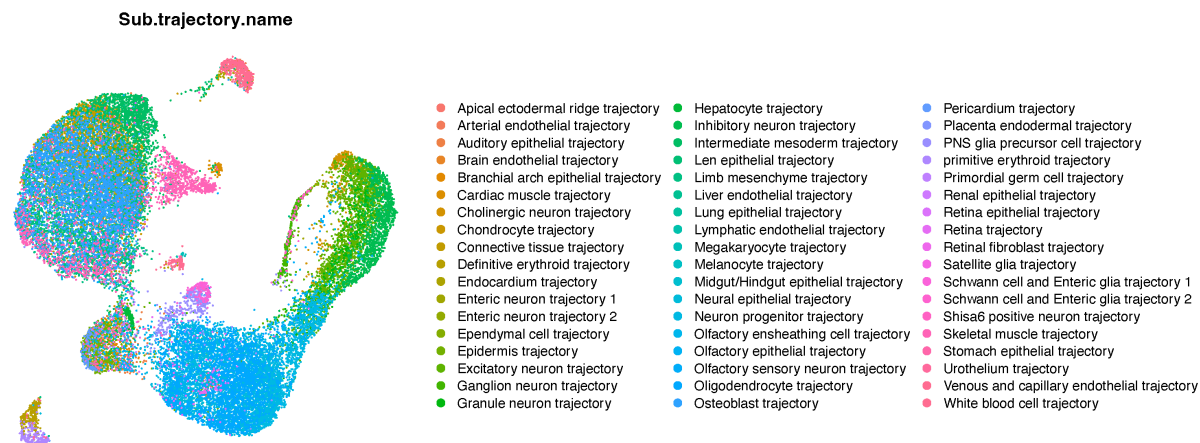 Sub.trajectory.name
Apical ectodermal ridge trajectory
Arterial endothelial trajectory
Auditory epithelial trajectory
Brain endothelial trajectory
Branchial arch epithelial trajectory
Cardiac muscle trajectory
Cholinergic neuron trajectory
Chondrocyte trajectory
Connective tissue trajectory
Definitive erythroid trajectory
Endocardium trajectory
Enteric neuron trajectory 1
Enteric neuron trajectory 2
Ependymal cell trajectory
Epidermis trajectory
Excitatory neuron trajectory
Ganglion neuron trajectory
Granule neuron trajectory
Hepatocyte trajectory
Inhibitory neuron trajectory
Intermediate mesoderm trajectory
Len epithelial trajectory
Limb mesenchyme trajectory
Liver endothelial trajectory
Lung epithelial trajectory
Lymphatic endothelial trajectory
Megakaryocyte trajectory
Melanocyte trajectory
Midgut/Hindgut epithelial trajectory
Neural epithelial trajectory
Neuron progenitor trajectory
Olfactory ensheathing cell trajectory
Olfactory epithelial trajectory
Olfactory sensory neuron trajectory
Oligodendrocyte trajectory
Osteoblast trajectory
Pericardium trajectory
Placenta endodermal trajectory
PNS glia precursor cell trajectory
primitive erythroid trajectory
Primordial germ cell trajectory
Renal epithelial trajectory
Retina epithelial trajectory
Retina trajectory
Retinal fibroblast trajectory
Satellite glia trajectory
Schwann cell and Enteric glia trajectory 1
Schwann cell and Enteric glia trajectory 2
Shisa6 positive neuron trajectory
Skeletal muscle trajectory
Stomach epithelial trajectory
Urothelium trajectory
Venous and capillary endothelial trajectory
White blood cell trajectory